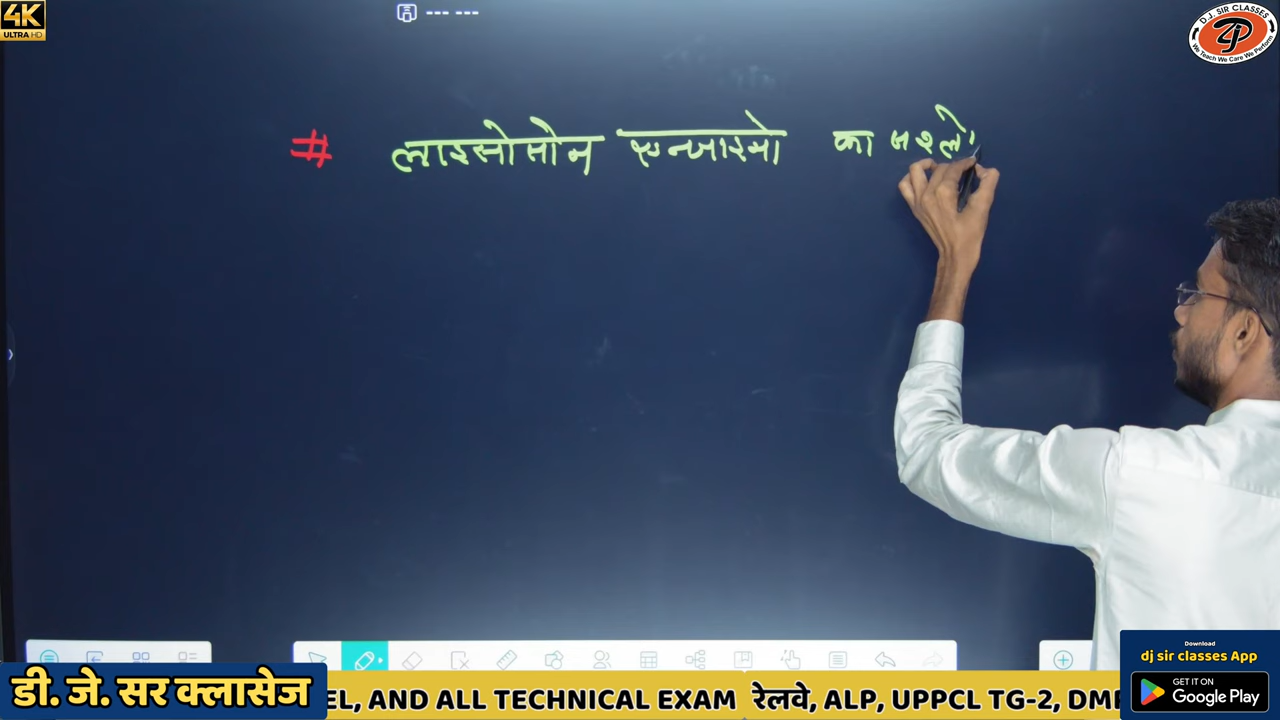 4K
ULTRA HD
D.J. SIR CLASSES
We Teach We Care We Perform
# लाइसोसोम एन्जाइमो का
डी. जे. सर क्लासेज
EL, AND ALL TECHNICAL EXAM रेलवे, ALP, UPPCL TG-2, DMR
Download
dj sir classes App
GET IT ON
Google Play